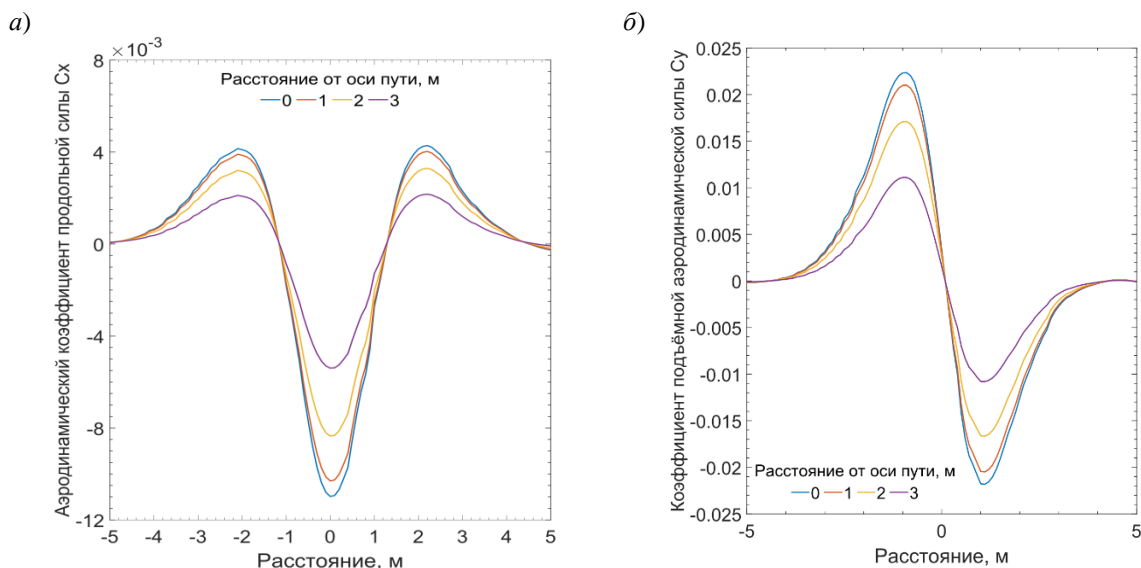 а)
×10⁻³
Аэродинамический коэффициент продольной силы Cx
8
4
0
-4
-8
-12
Расстояние от оси пути, м
0 1 2 3
-5 -4 -3 -2 -1 0 1 2 3 4 5
Расстояние, м
б)
Коэффициент подъёмной аэродинамической силы Cy
0.025
0.02
0.015
0.01
0.005
0
-0.005
-0.01
-0.015
-0.02
-0.025
Расстояние от оси пути, м
0 1 2 3
-5 0 5
Расстояние, м